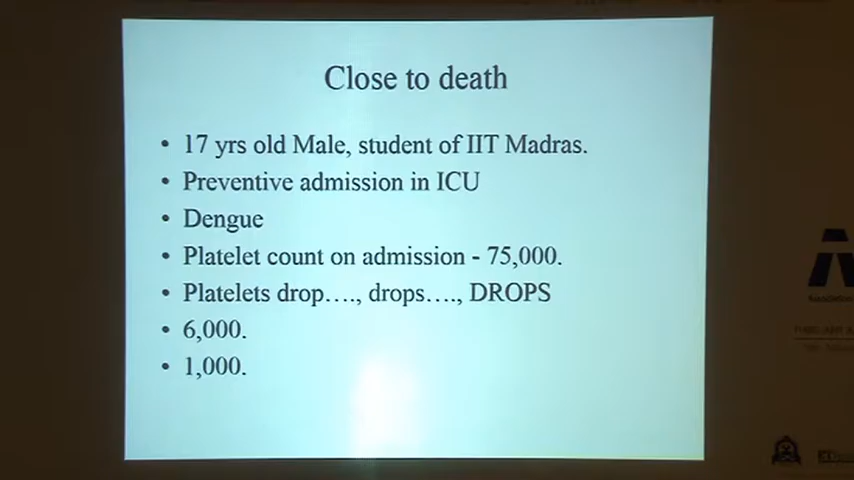 Close to death
• 17 yrs old Male, student of IIT Madras.
• Preventive admission in ICU
• Dengue
• Platelet count on admission - 75,000.
• Platelets drop…., drops…., DROPS
• 6,000.
• 1,000.